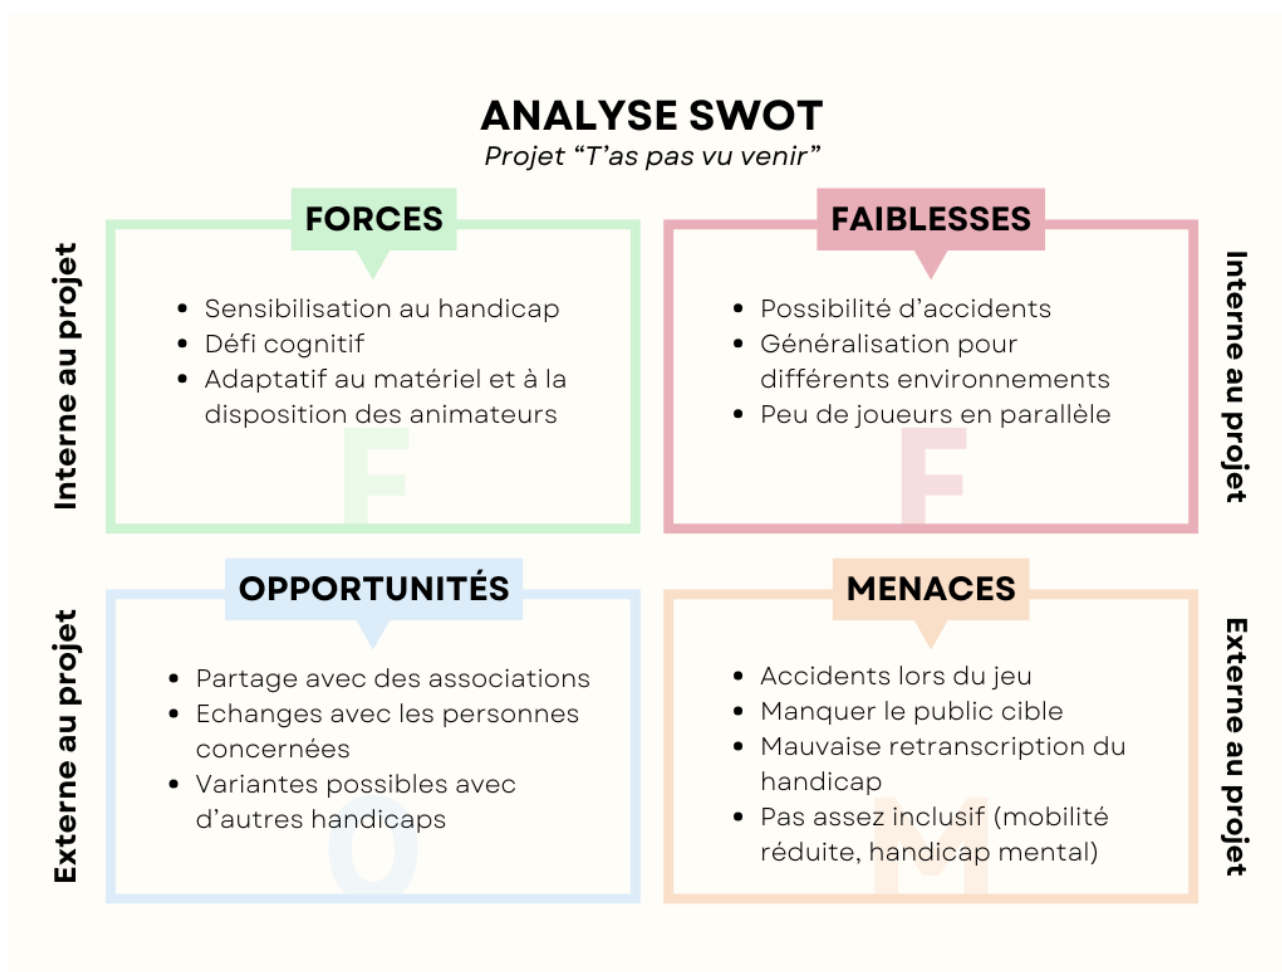 ANALYSE SWOT
Projet “T’as pas vu venir”
Interne au projet
FORCES
• Sensibilisation au handicap
• Défi cognitif
• Adaptatif au matériel et à la
disposition des animateurs
F
FAIBLESSES
• Possibilité d’accidents
• Généralisation pour
différents environnements
• Peu de joueurs en parallèle
F
Interne au projet
Externe au projet
OPPORTUNITÉS
• Partage avec des associations
• Echanges avec les personnes
concernées
• Variantes possibles avec
d’autres handicaps
O
MENACES
• Accidents lors du jeu
• Manquer le public cible
• Mauvaise retranscription du
handicap
• Pas assez inclusif (mobilité
réduite, handicap mental)
M
Externe au projet